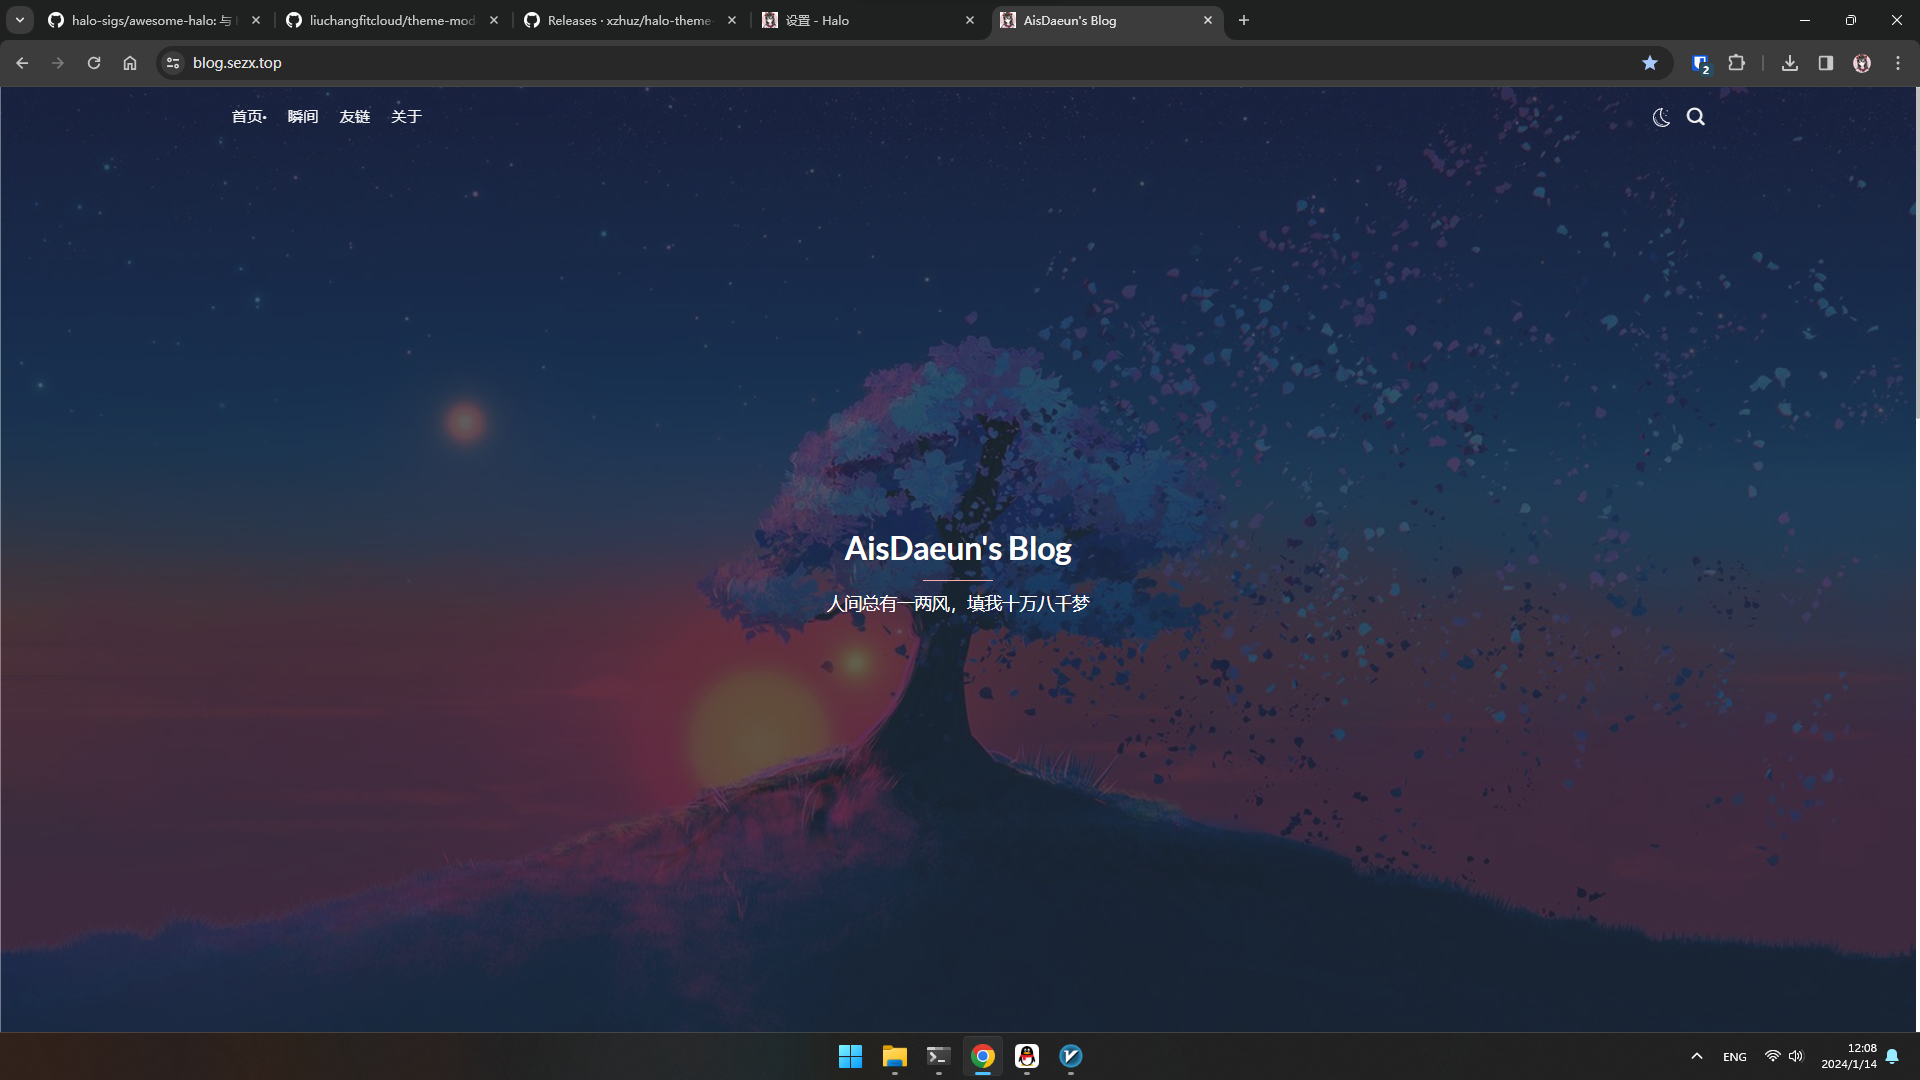 halo-sigs/awesome-halo: 与
liuchangfitcloud/theme-mod
Releases · xzhuz/halo-theme-
设置 - Halo
AisDaeun's Blog
blog.sezx.top
2
首页•
瞬间
友链
关于
AisDaeun's Blog
人间总有一两风，填我十万八千梦
ENG
12:08
2024/1/14